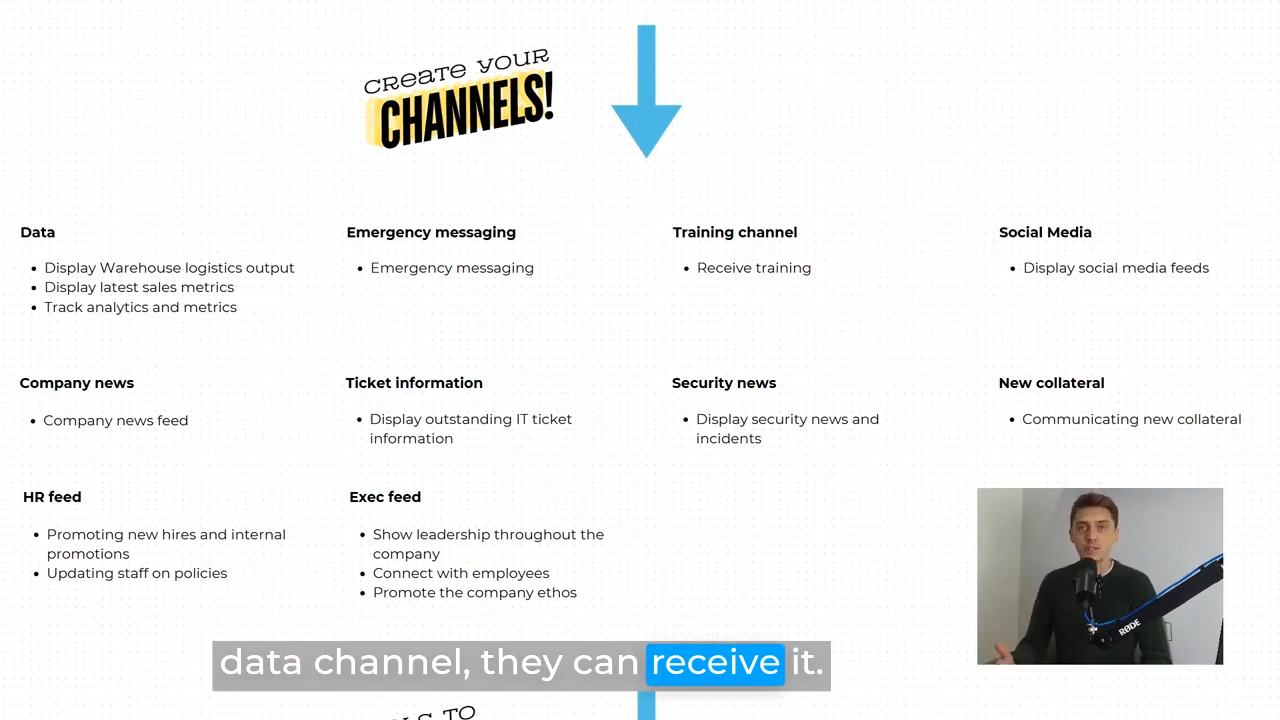 CReaTe YOUR
CHANNELS!
Data
• Display Warehouse logistics output
• Display latest sales metrics
• Track analytics and metrics
Emergency messaging
• Emergency messaging
Training channel
• Receive training
Social Media
• Display social media feeds
Company news
• Company news feed
Ticket information
• Display outstanding IT ticket
information
Security news
• Display security news and
incidents
New collateral
• Communicating new collateral
HR feed
• Promoting new hires and internal
promotions
• Updating staff on policies
Exec feed
• Show leadership throughout the
company
• Connect with employees
• Promote the company ethos
RØDE
data channel, they can receive it.
TO